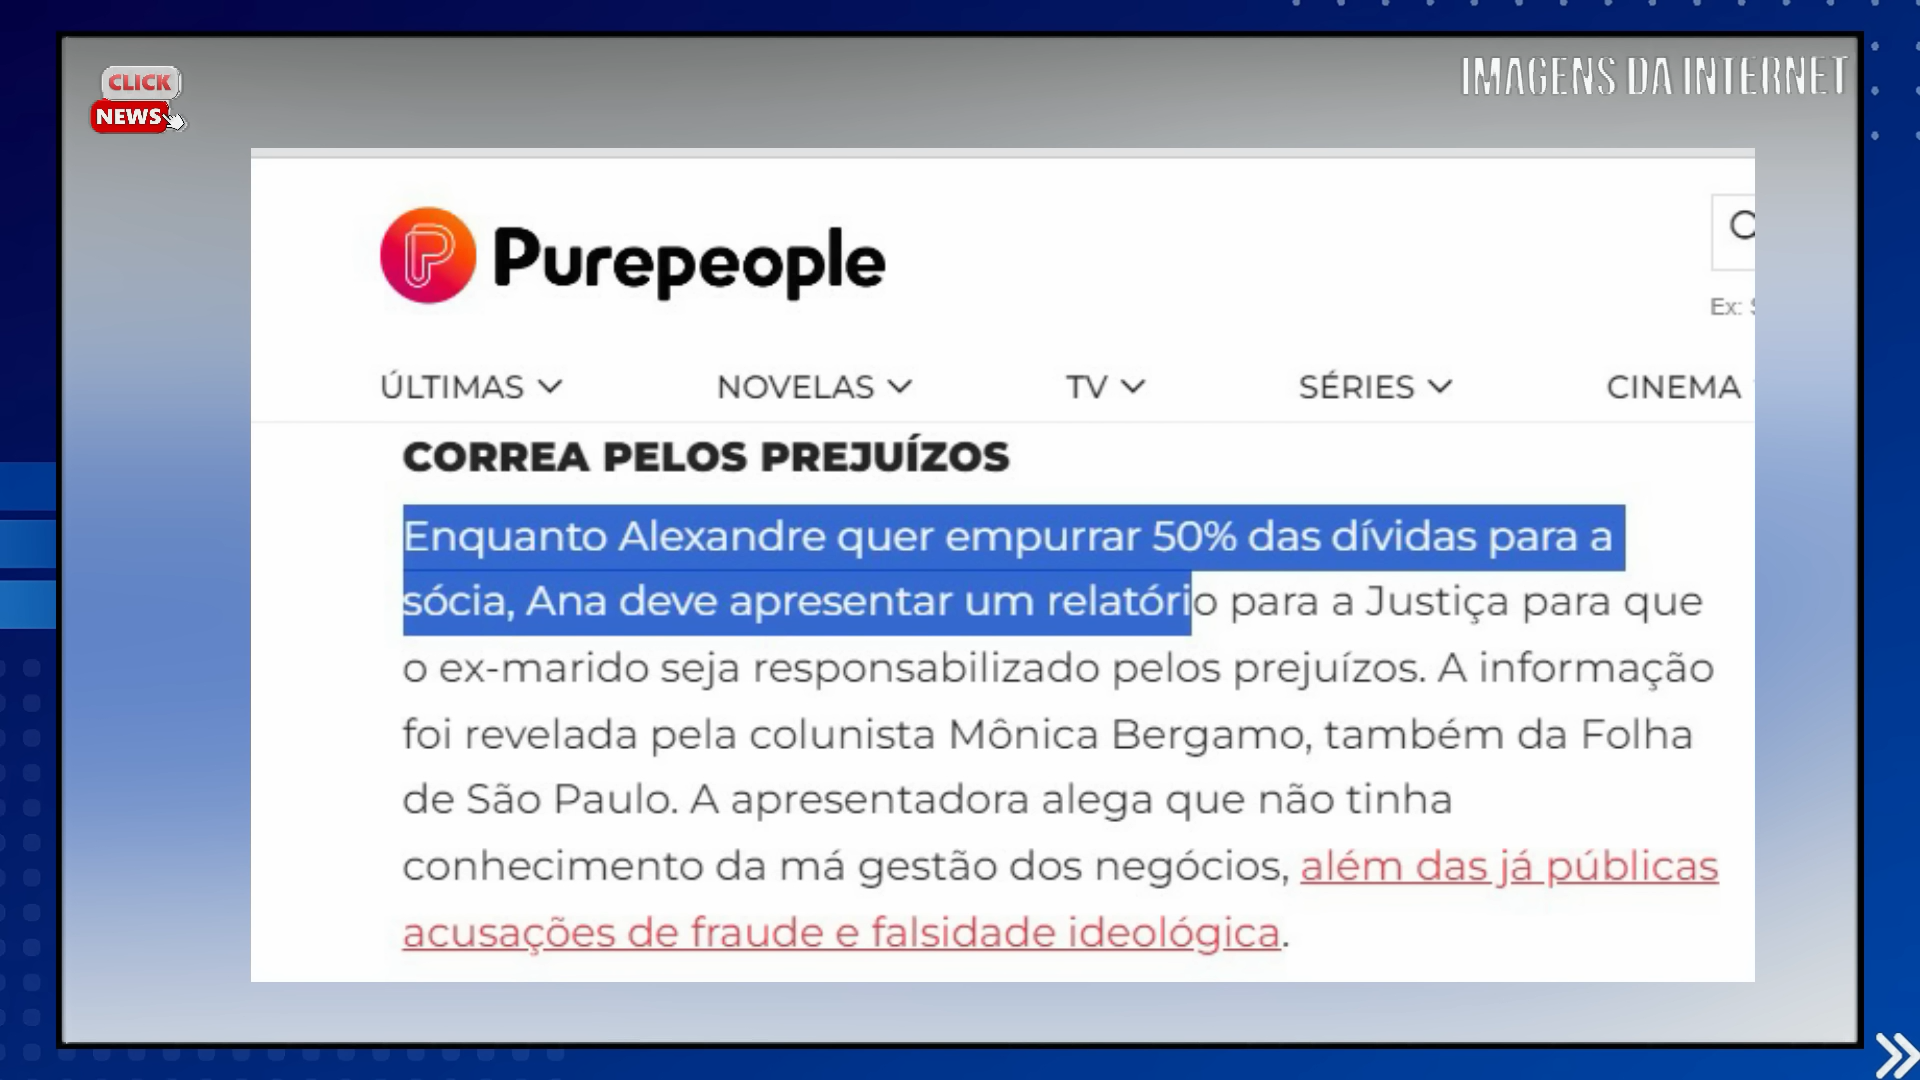 CLICK
NEWS
IMAGENS DA INTERNET
Purepeople
Ex:
ÚLTIMAS NOVELAS TV SÉRIES CINEMA
CORREA PELOS PREJUÍZOS
Enquanto Alexandre quer empurrar 50% das dívidas para a
sócia, Ana deve apresentar um relatório para a Justiça para que
o ex-marido seja responsabilizado pelos prejuízos. A informação
foi revelada pela colunista Mônica Bergamo, também da Folha
de São Paulo. A apresentadora alega que não tinha
conhecimento da má gestão dos negócios, além das já públicas
acusações de fraude e falsidade ideológica.